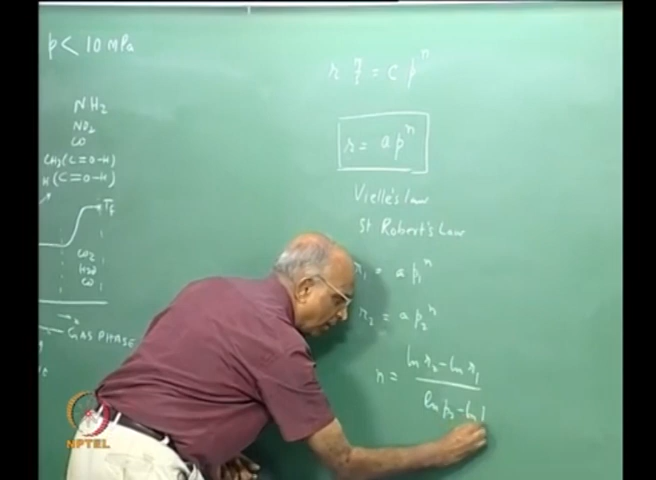 p < 10 MPa
NH2
NO2
CO
CH3(C=O-H)
H(C=O-H)
Tf
CO2
H2O
CO
GAS PHASE
r q = c p^n
r = a p^n
Vielle's law
St Robert's Law
r1 = a p1^n
r2 = a p2^n
n = (ln r2 - ln r1) / (ln p2 - ln p
NPTEL